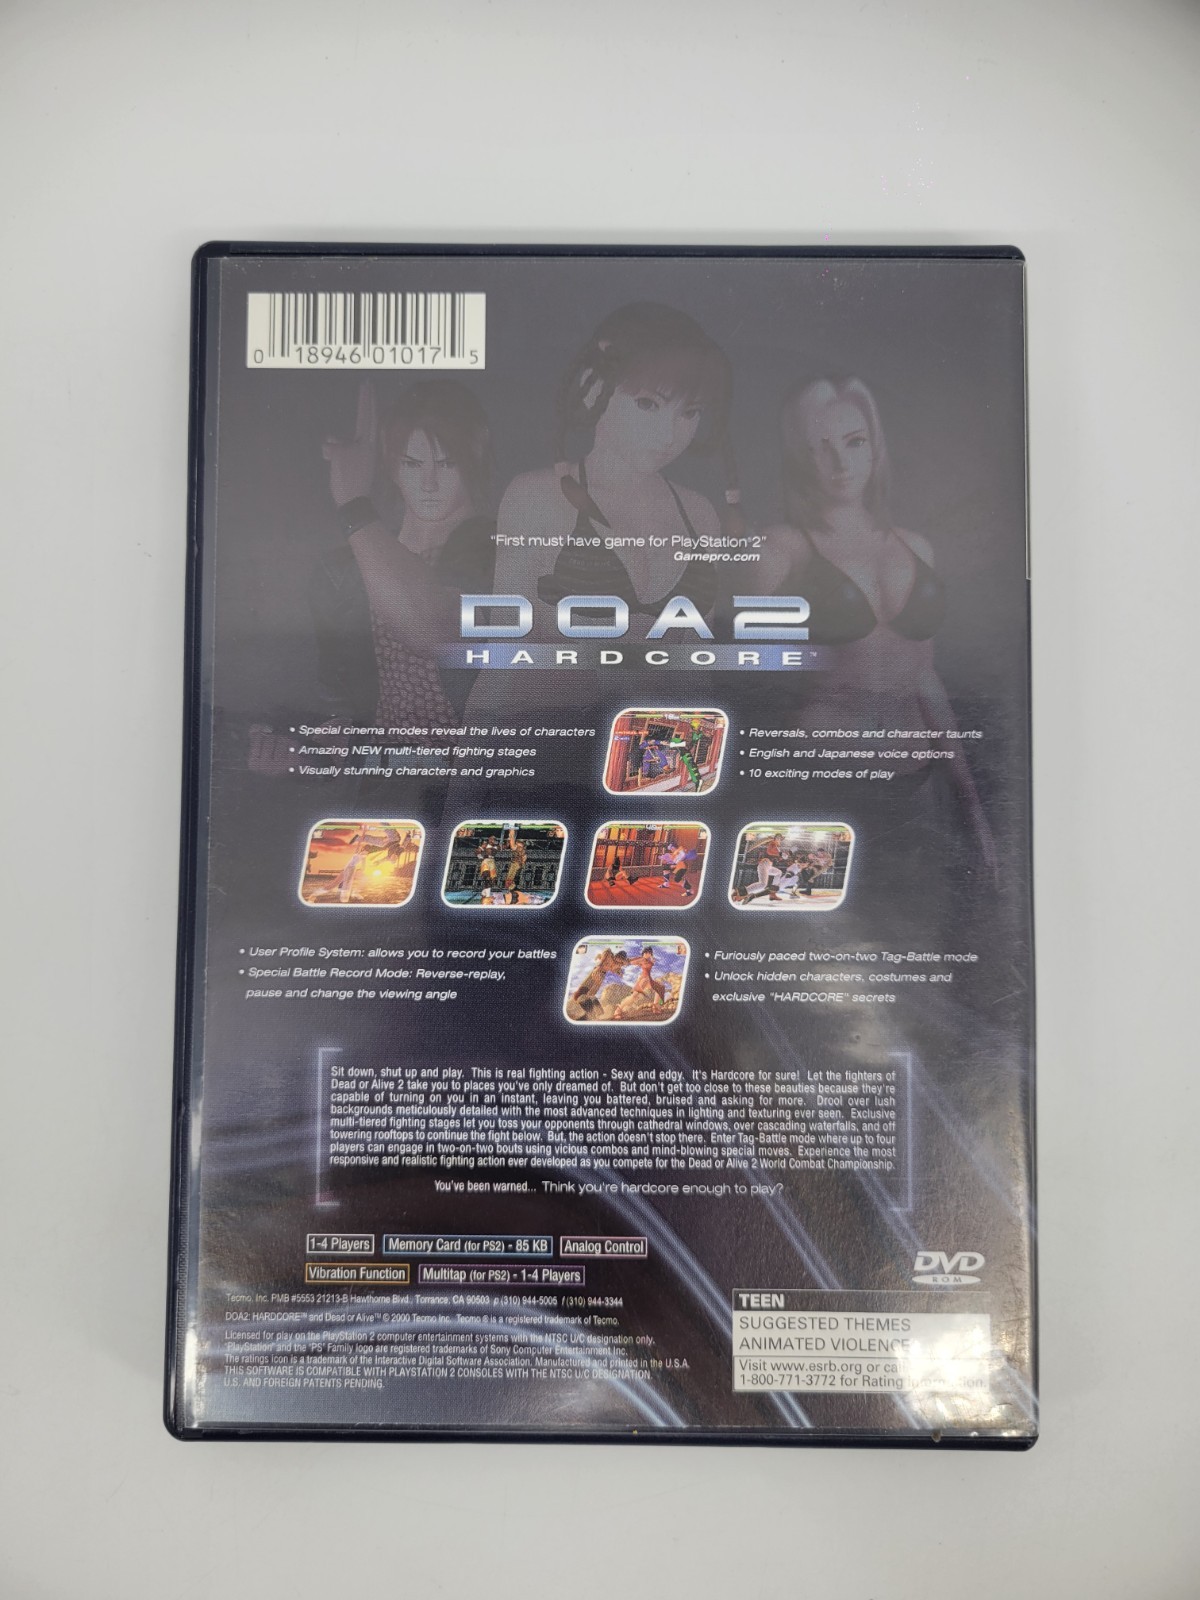 0 18946 01017 5
"First must have game for PlayStation®2"
Gamepro.com
DOA2
HARDCORE™
• Special cinema modes reveal the lives of characters
• Amazing NEW multi-tiered fighting stages
• Visually stunning characters and graphics
• Reversals, combos and character taunts
• English and Japanese voice options
• 10 exciting modes of play
• User Profile System: allows you to record your battles
• Special Battle Record Mode: Reverse-replay,
pause and change the viewing angle
• Furiously paced two-on-two Tag-Battle mode
• Unlock hidden characters, costumes and
exclusive "HARDCORE" secrets
Sit down, shut up and play. This is real fighting action - Sexy and edgy. It's Hardcore for sure! Let the fighters of
Dead or Alive 2 take you to places you've only dreamed of. But don't get too close to these beauties because they're
capable of turning on you in an instant, leaving you battered, bruised and asking for more. Drool over lush
backgrounds meticulously detailed with the most advanced techniques in lighting and texturing ever seen. Exclusive
multi-tiered fighting stages let you toss your opponents through cathedral windows, over cascading waterfalls, and off
towering rooftops to continue the fight below. But, the action doesn't stop there. Enter Tag-Battle mode where up to four
players can engage in two-on-two bouts using vicious combos and mind-blowing special moves. Experience the most
responsive and realistic fighting action ever developed as you compete for the Dead or Alive 2 World Combat Championship.
You've been warned... Think you're hardcore enough to play?
1-4 Players
Memory Card (for PS2) - 85 KB
Analog Control
Vibration Function
Multitap (for PS2) - 1-4 Players
DVD
ROM
Tecmo, Inc. PMB #5553 21213-B Hawthorne Blvd., Torrance, CA 90503 p (310) 944-5005 f (310) 944-3344
DOA2: HARDCORE™ and Dead or Alive™ © 2000 Tecmo Inc. Tecmo ® is a registered trademark of Tecmo.
Licensed for play on the PlayStation 2 computer entertainment systems with the NTSC U/C designation only.
"PlayStation" and the "PS" Family logo are registered trademarks of Sony Computer Entertainment Inc.
The ratings icon is a trademark of the Interactive Digital Software Association. Manufactured and printed in the U.S.A.
THIS SOFTWARE IS COMPATIBLE WITH PLAYSTATION 2 CONSOLES WITH THE NTSC U/C DESIGNATION.
U.S. AND FOREIGN PATENTS PENDING.
TEEN
SUGGESTED THEMES
ANIMATED VIOLENCE
Visit www.esrb.org or ca
1-800-771-3772 for Rating